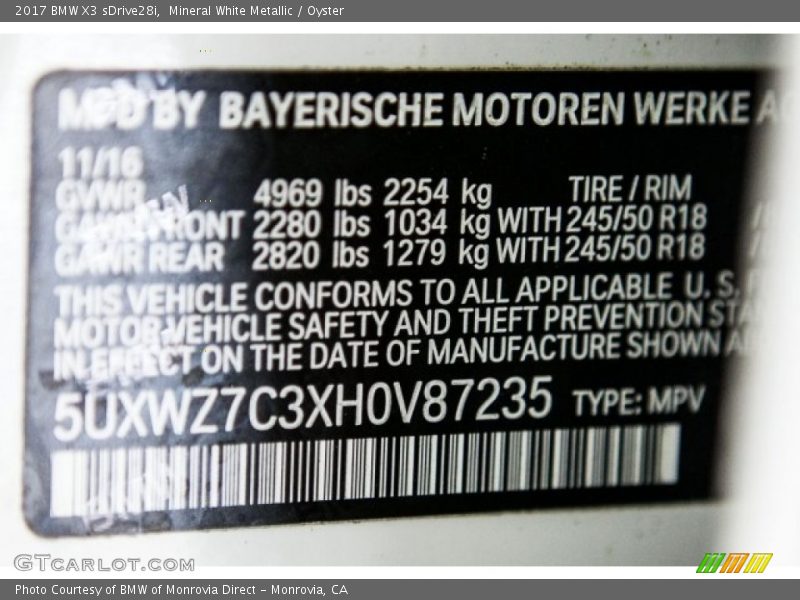 2017 BMW X3 sDrive28i, Mineral White Metallic / Oyster
MFD BY BAYERISCHE MOTOREN WERKE
11/16
GVWR 4969 lbs 2254 kg TIRE / RIM
GAWR FRONT 2280 lbs 1034 kg WITH 245/50 R18
GAWR REAR 2820 lbs 1279 kg WITH 245/50 R18
THIS VEHICLE CONFORMS TO ALL APPLICABLE U.S.
MOTOR VEHICLE SAFETY AND THEFT PREVENTION
IN EFFECT ON THE DATE OF MANUFACTURE SHOWN
5UXWZ7C3XH0V87235 TYPE: MPV
GTCARLOT.COM
Photo Courtesy of BMW of Monrovia Direct - Monrovia, CA